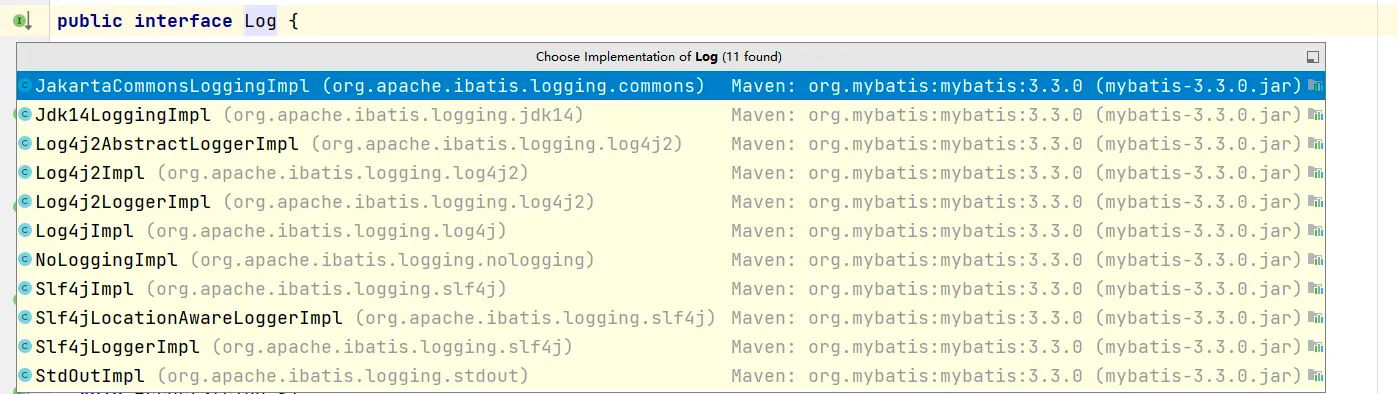 public interface Log {
Choose Implementation of Log (11 found)
JakartaCommonsLoggingImpl (org.apache.ibatis.logging.commons) Maven: org.mybatis:mybatis:3.3.0 (mybatis-3.3.0.jar)
Jdk14LoggingImpl (org.apache.ibatis.logging.jdk14) Maven: org.mybatis:mybatis:3.3.0 (mybatis-3.3.0.jar)
Log4j2AbstractLoggerImpl (org.apache.ibatis.logging.log4j2) Maven: org.mybatis:mybatis:3.3.0 (mybatis-3.3.0.jar)
Log4j2Impl (org.apache.ibatis.logging.log4j2) Maven: org.mybatis:mybatis:3.3.0 (mybatis-3.3.0.jar)
Log4j2LoggerImpl (org.apache.ibatis.logging.log4j2) Maven: org.mybatis:mybatis:3.3.0 (mybatis-3.3.0.jar)
Log4jImpl (org.apache.ibatis.logging.log4j) Maven: org.mybatis:mybatis:3.3.0 (mybatis-3.3.0.jar)
NoLoggingImpl (org.apache.ibatis.logging.nologging) Maven: org.mybatis:mybatis:3.3.0 (mybatis-3.3.0.jar)
Slf4jImpl (org.apache.ibatis.logging.slf4j) Maven: org.mybatis:mybatis:3.3.0 (mybatis-3.3.0.jar)
Slf4jLocationAwareLoggerImpl (org.apache.ibatis.logging.slf4j) Maven: org.mybatis:mybatis:3.3.0 (mybatis-3.3.0.jar)
Slf4jLoggerImpl (org.apache.ibatis.logging.slf4j) Maven: org.mybatis:mybatis:3.3.0 (mybatis-3.3.0.jar)
StdOutImpl (org.apache.ibatis.logging.stdout) Maven: org.mybatis:mybatis:3.3.0 (mybatis-3.3.0.jar)